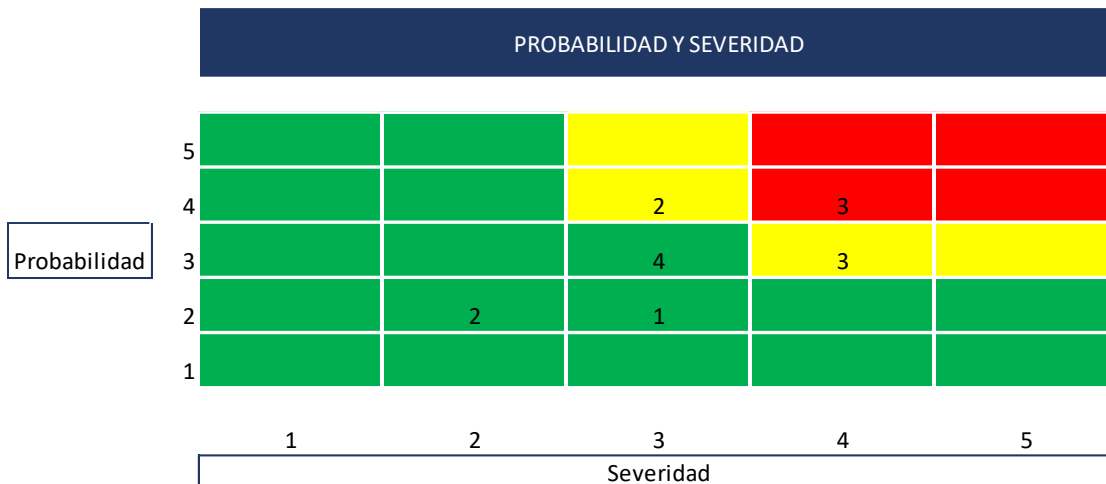 PROBABILIDAD Y SEVERIDAD
5
4 2 3
Probabilidad 3 4 3
2 2 1
1
1 2 3 4 5
Severidad